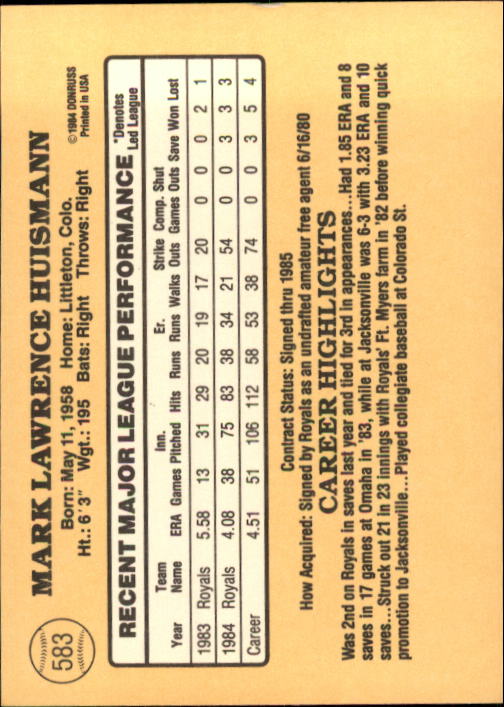 583
MARK LAWRENCE HUISMANN
Born: May 11, 1958 Home: Littleton, Colo.
Ht.: 6'3" Wgt.: 195 Bats: Right Throws: Right
©1984 DONRUSS
Printed in USA
RECENT MAJOR LEAGUE PERFORMANCE
*Denotes
Led League
Team Inn. Er. Strike Comp. Shut
Year Name ERA Games Pitched Hits Runs Runs Walks Outs Games Outs Save Won Lost
1983 Royals 5.58 13 31 29 20 19 17 20 0 0 0 2 1
1984 Royals 4.08 38 75 83 38 34 21 54 0 0 3 3 3
Career 4.51 51 106 112 58 53 38 74 0 0 3 5 4
Contract Status: Signed thru 1985
How Acquired: Signed by Royals as an undrafted amateur free agent 6/16/80
CAREER HIGHLIGHTS
Was 2nd on Royals in saves last year and tied for 3rd in appearances...Had 1.85 ERA and 8
saves in 17 games at Omaha in '83, while at Jacksonville was 6-3 with 3.23 ERA and 10
saves...Struck out 21 in 23 innings with Royals' Ft. Myers farm in '82 before winning quick
promotion to Jacksonville...Played collegiate baseball at Colorado St.